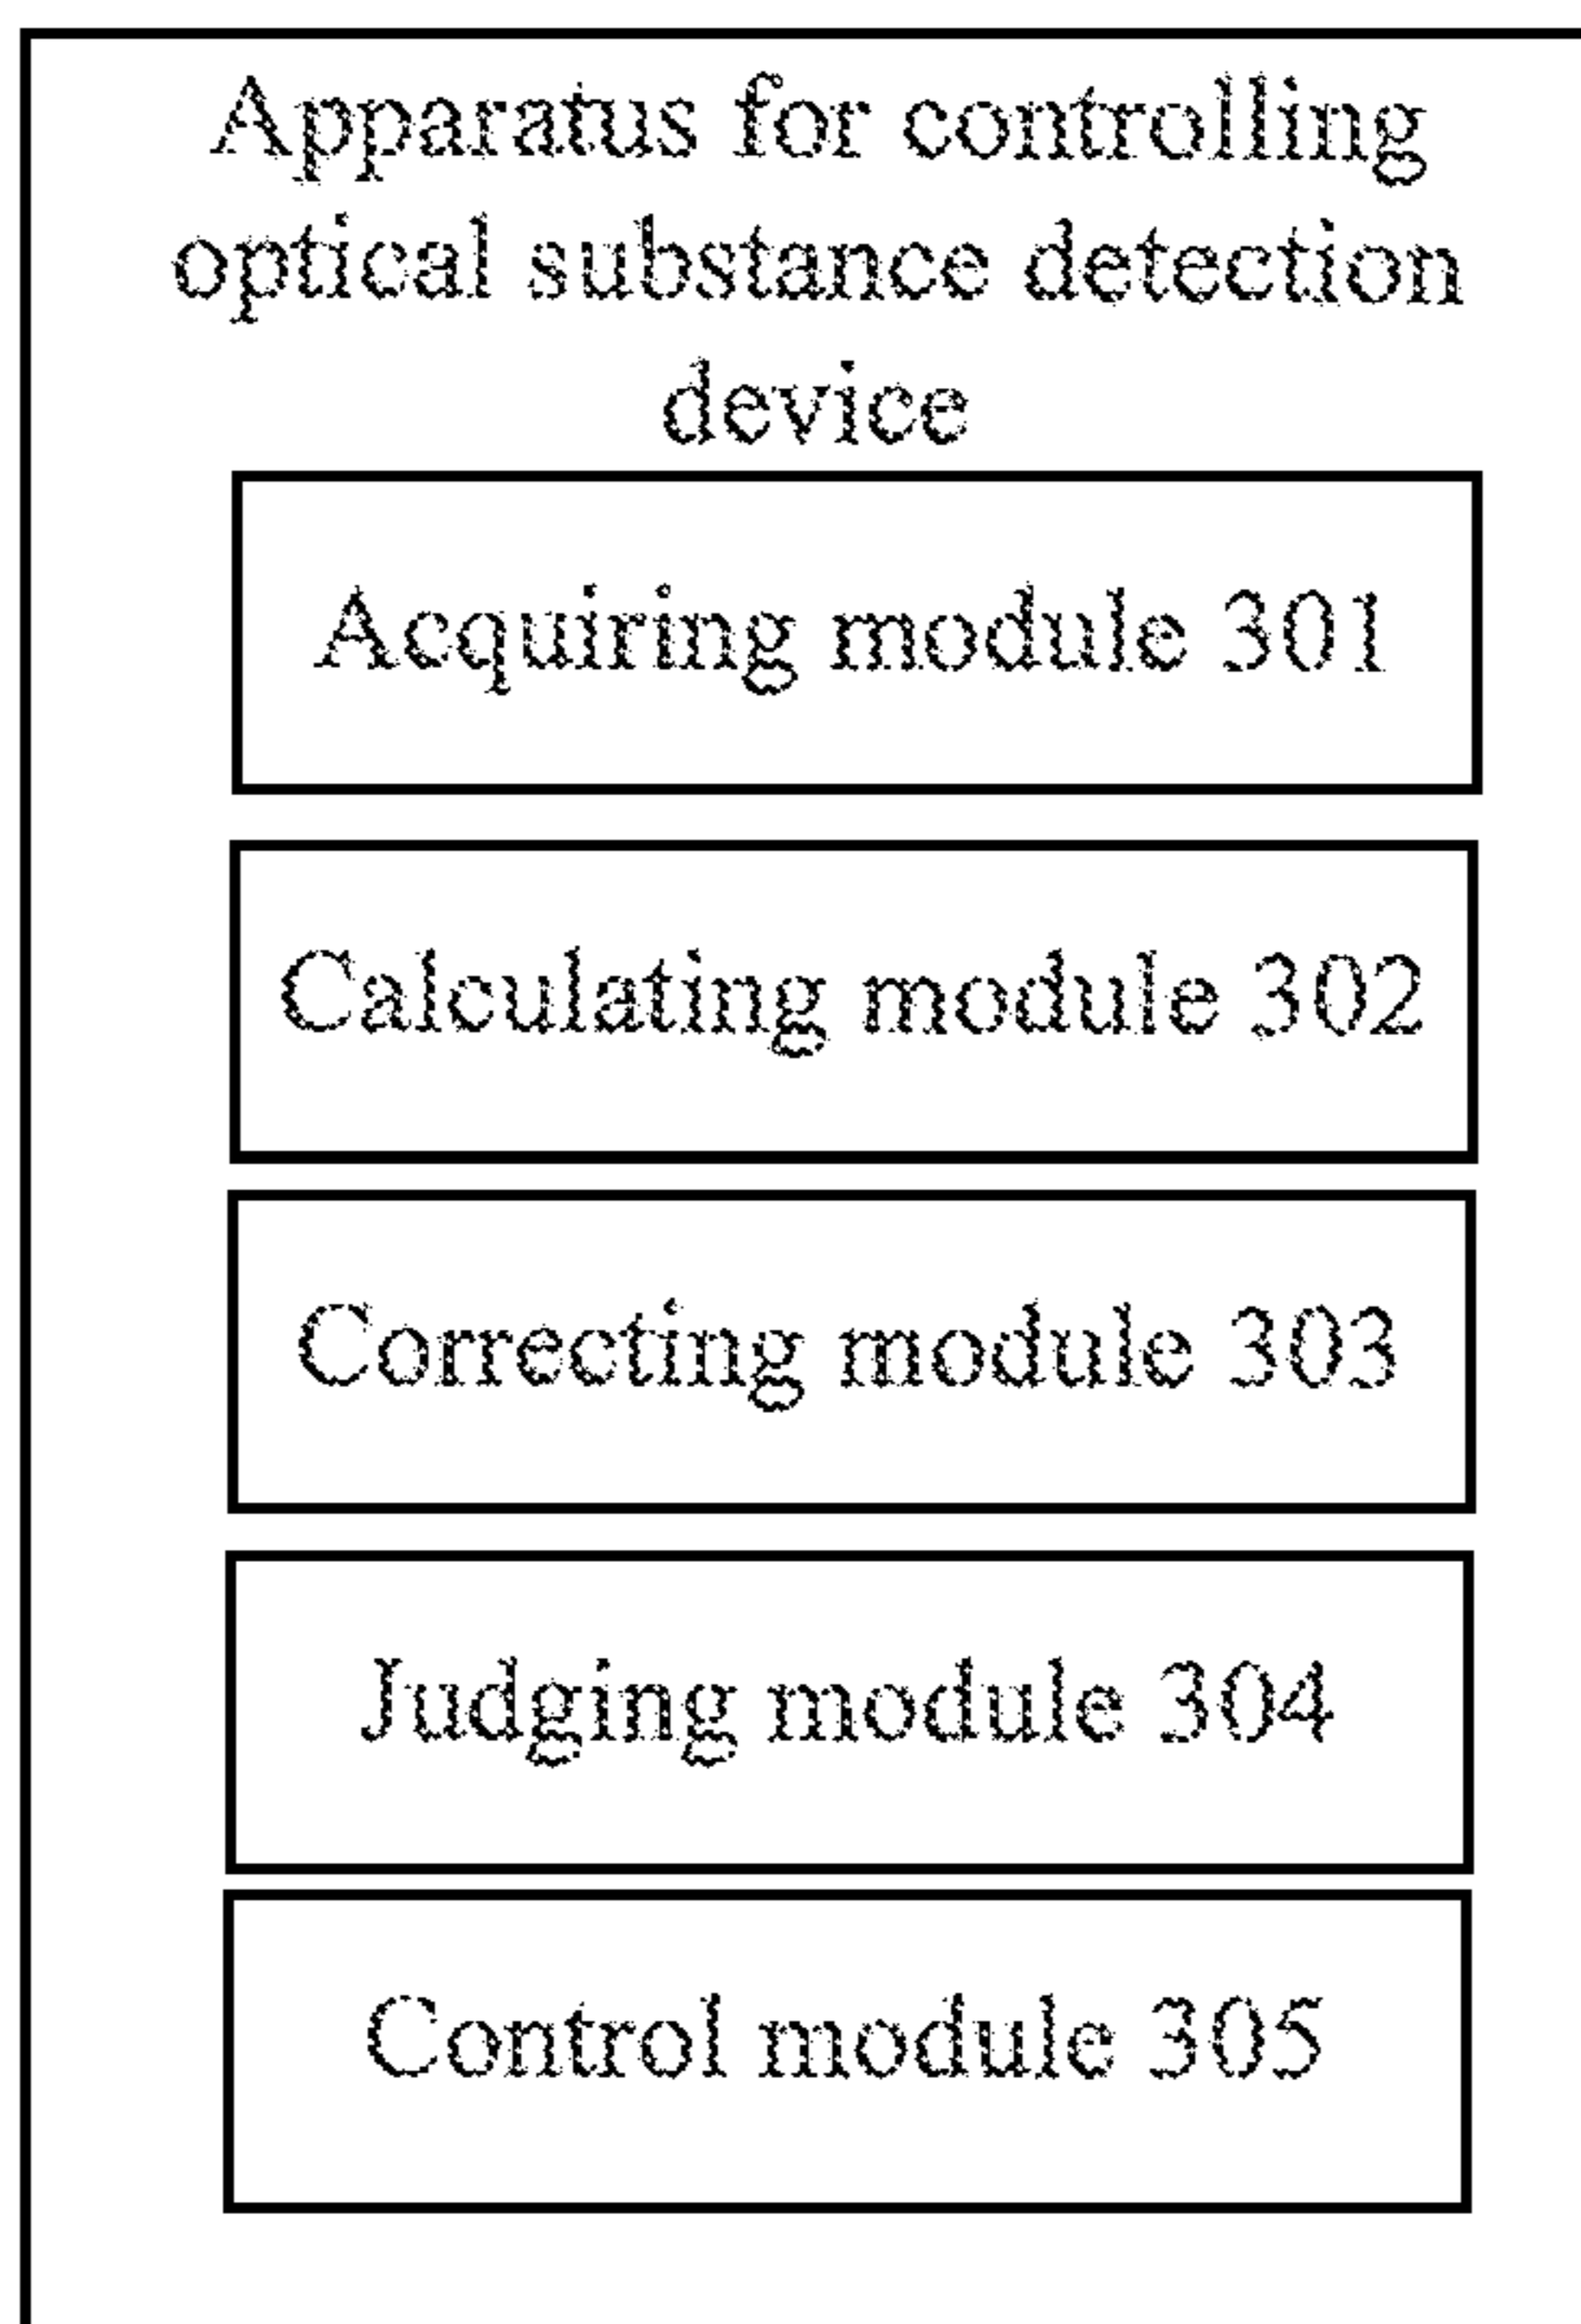 Apparatus for controlling
optical substance detection
device
Acquiring module 301
Calculating module 302
Correcting module 303
Judging module 304
Control module 305